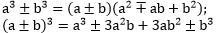 a³ ± b³ = (a ± b)(a² ∓ ab + b²);
(a ± b)³ = a³ ± 3a²b + 3ab² ± b³